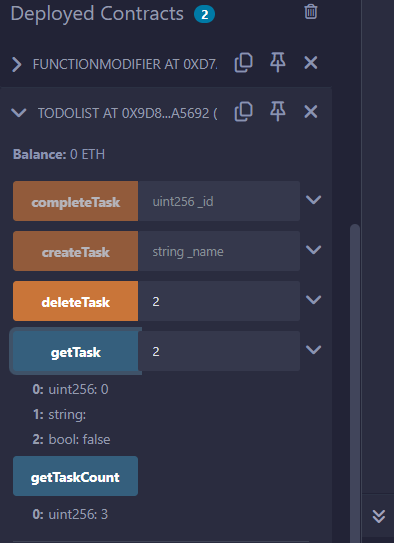 Deployed Contracts 2
FUNCTIONMODIFIER AT 0XD7.
TODOLIST AT 0X9D8...A5692 (
Balance: 0 ETH
completeTask uint256 _id
createTask string _name
deleteTask 2
getTask 2
0: uint256: 0
1: string:
2: bool: false
getTaskCount
0: uint256: 3